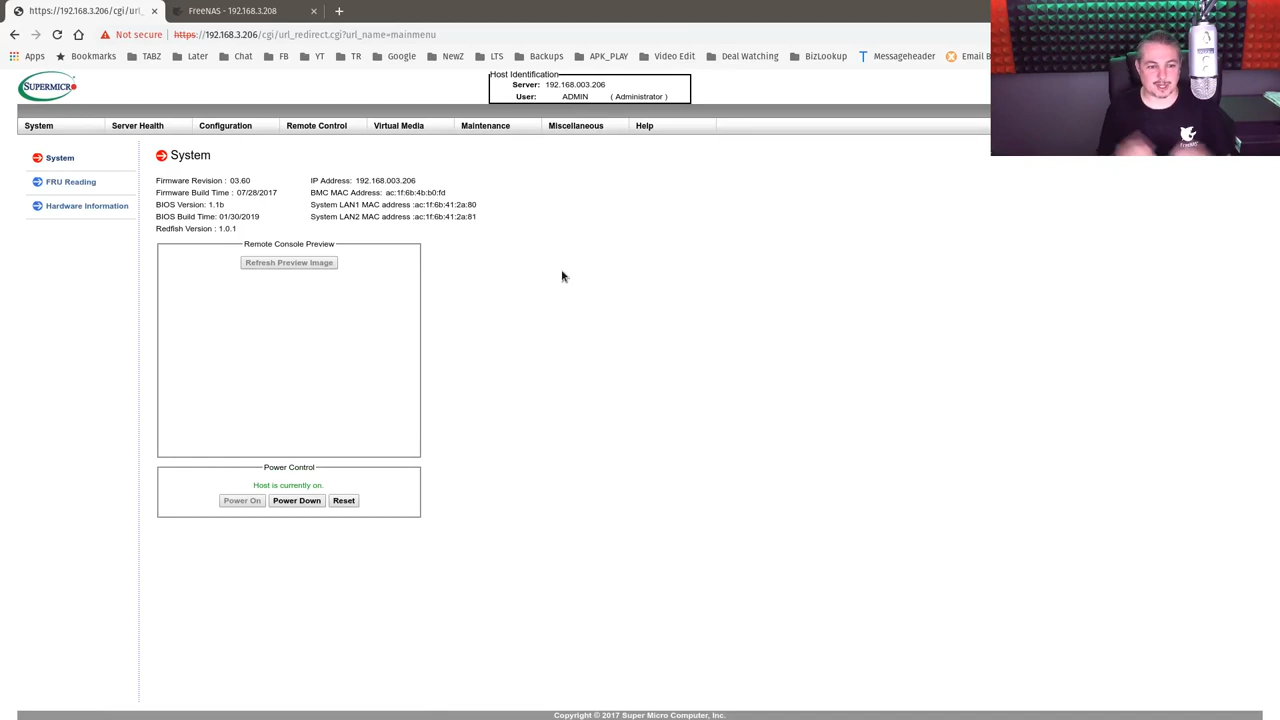 https://192.168.3.206/cgi/url_
FreeNAS - 192.168.3.208
Not secure
https://192.168.3.206/cgi/url_redirect.cgi?url_name=mainmenu
Apps
Bookmarks
TABZ
Later
Chat
FB
YT
TR
Google
NewZ
LTS
Backups
APK_PLAY
Video Edit
Deal Watching
BizLookup
Messageheader
Email B
SUPERMICR
Host Identification
Server: 192.168.003.206
User: ADMIN ( Administrator )
System
Server Health
Configuration
Remote Control
Virtual Media
Maintenance
Miscellaneous
Help
System
FRU Reading
Hardware Information
System
Firmware Revision : 03.60
IP Address: 192.168.003.206
Firmware Build Time : 07/28/2017
BMC MAC Address: ac:1f:6b:4b:b0:fd
BIOS Version: 1.1b
System LAN1 MAC address :ac:1f:6b:41:2a:80
BIOS Build Time: 01/30/2019
System LAN2 MAC address :ac:1f:6b:41:2a:81
Redfish Version : 1.0.1
Remote Console Preview
Refresh Preview Image
Power Control
Host is currently on.
Power On
Power Down
Reset
FreeNAS
Copyright © 2017 Super Micro Computer, Inc.